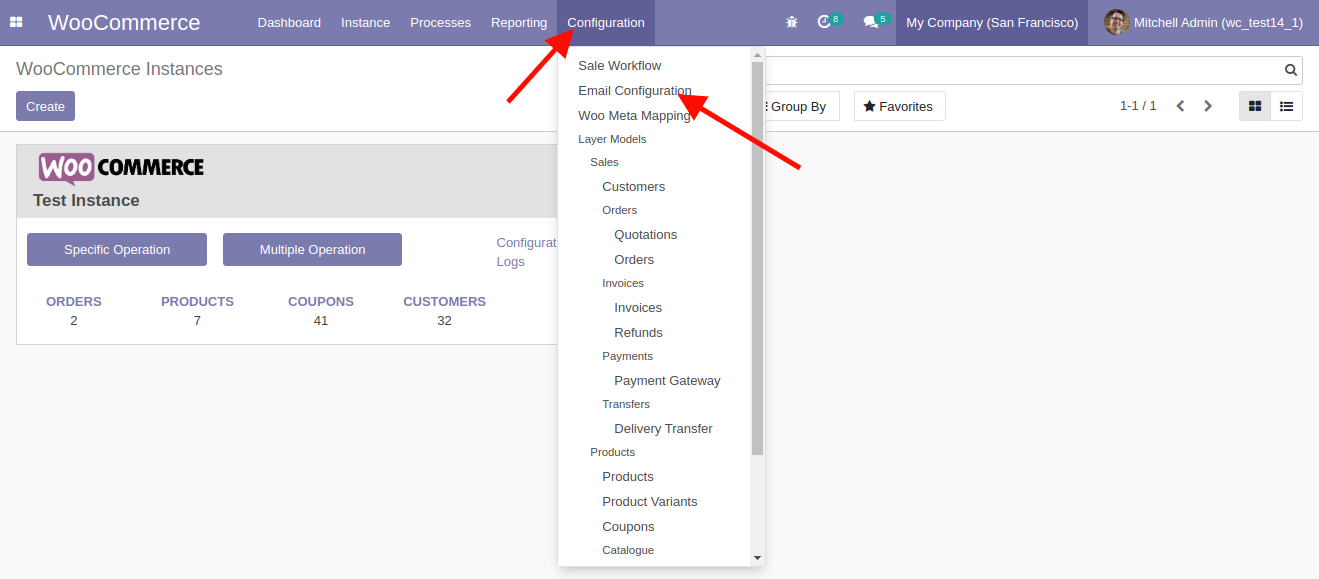 WooCommerce Dashboard Instance Processes Reporting Configuration 8 5 My Company (San Francisco) Mitchell Admin (wc_test14_1)
WooCommerce Instances
Create
Group By Favorites 1-1 / 1
WOO COMMERCE
Test Instance
Specific Operation Multiple Operation
Configurat
Logs
ORDERS PRODUCTS COUPONS CUSTOMERS
2 7 41 32
Sale Workflow
Email Configuration
Woo Meta Mapping
Layer Models
Sales
Customers
Orders
Quotations
Orders
Invoices
Invoices
Refunds
Payments
Payment Gateway
Transfers
Delivery Transfer
Products
Products
Product Variants
Coupons
Catalogue